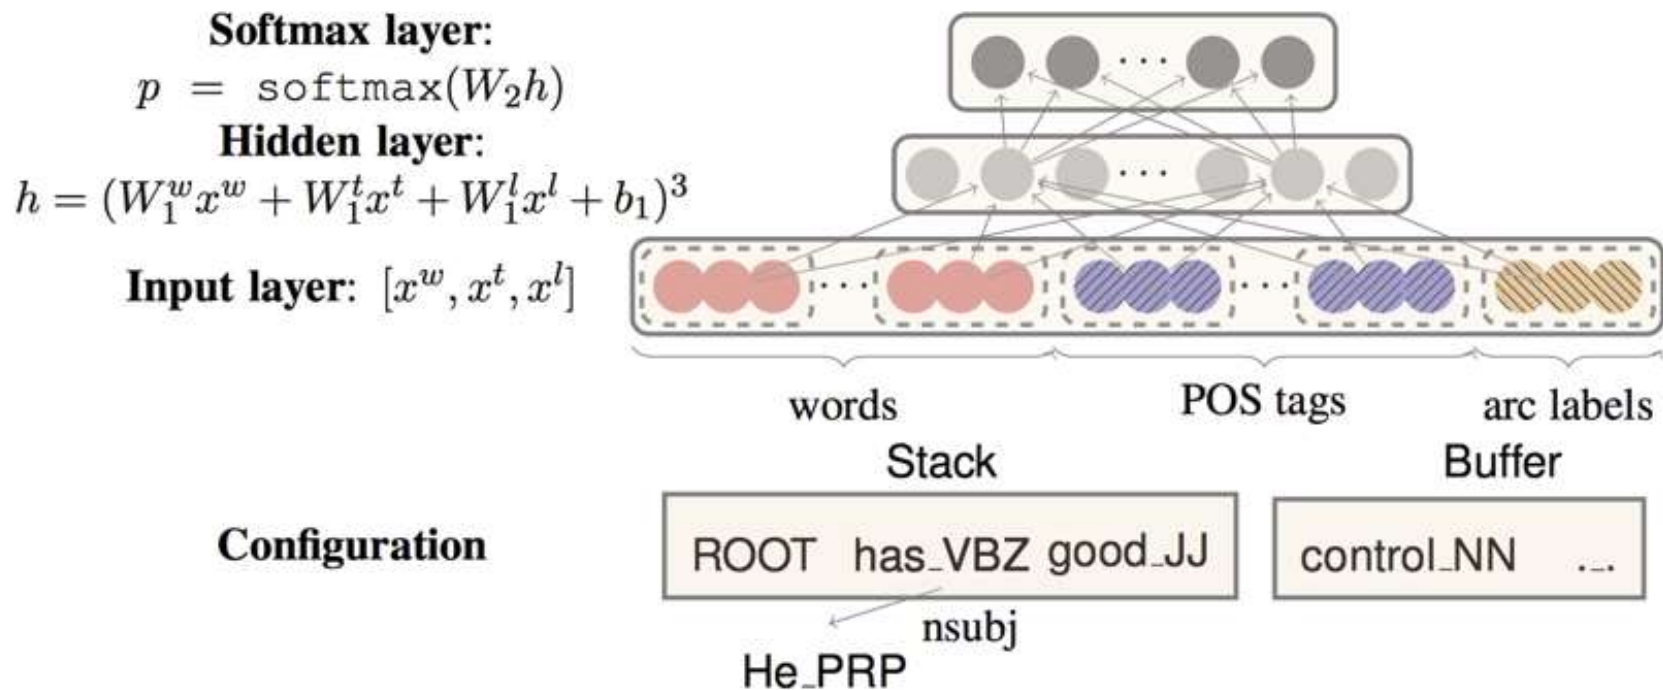 Softmax layer:
p = softmax(W₂h)
Hidden layer:
h = (W₁ʷxʷ + W₁ᵗxᵗ + W₁ˡxˡ + b₁)³
Input layer: [xʷ, xᵗ, xˡ]
· · ·
· · ·
· · · · · ·
words POS tags arc labels
Stack Buffer
Configuration ROOT has_VBZ good_JJ control_NN ._.
nsubj
He_PRP